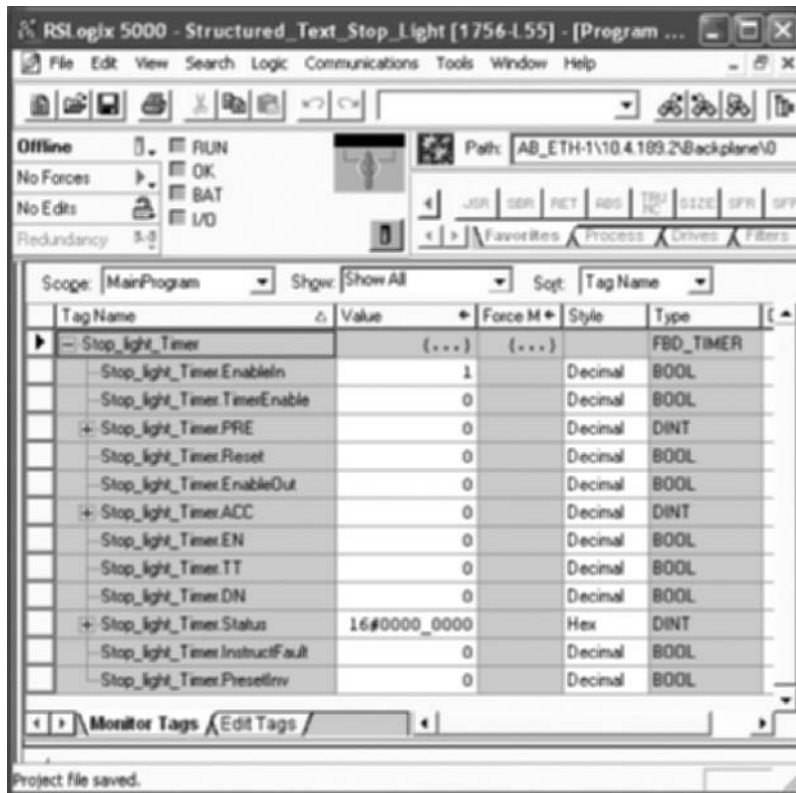 RSLogix 5000 - Structured_Text_Stop_Light [1756-L55] - [Program ...
File Edit View Search Logic Communications Tools Window Help
Offline RUN
No Forces OK
No Edits BAT
Redundancy I/O
Path: AB_ETH-1\10.4.189.2\Backplane\0
JSR SBR RET ABS TRUNC SIZE SFR SFP
Favorites Process Drives Filters
Scope: MainProgram Show: Show All Sort: Tag Name
Tag Name Value Force M Style Type
Stop_light_Timer {...} {...} FBD_TIMER
Stop_light_Timer.EnableIn 1 Decimal BOOL
Stop_light_Timer.TimerEnable 0 Decimal BOOL
Stop_light_Timer.PRE 0 Decimal DINT
Stop_light_Timer.Reset 0 Decimal BOOL
Stop_light_Timer.EnableOut 0 Decimal BOOL
Stop_light_Timer.ACC 0 Decimal DINT
Stop_light_Timer.EN 0 Decimal BOOL
Stop_light_Timer.TT 0 Decimal BOOL
Stop_light_Timer.DN 0 Decimal BOOL
Stop_light_Timer.Status 16#0000_0000 Hex DINT
Stop_light_Timer.InstructFault 0 Decimal BOOL
Stop_light_Timer.PresetInv 0 Decimal BOOL
Monitor Tags Edit Tags
Project file saved.